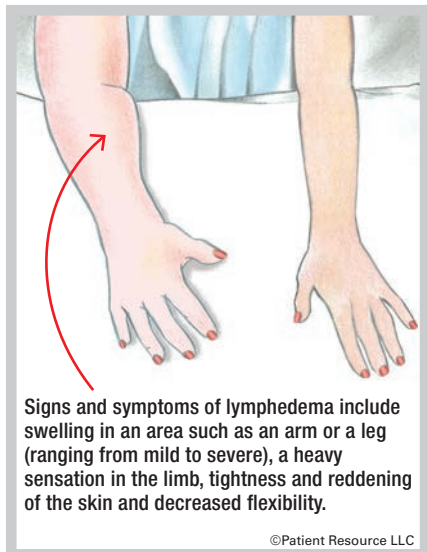 Signs and symptoms of lymphedema include
swelling in an area such as an arm or a leg
(ranging from mild to severe), a heavy
sensation in the limb, tightness and reddening
of the skin and decreased flexibility.
©Patient Resource LLC